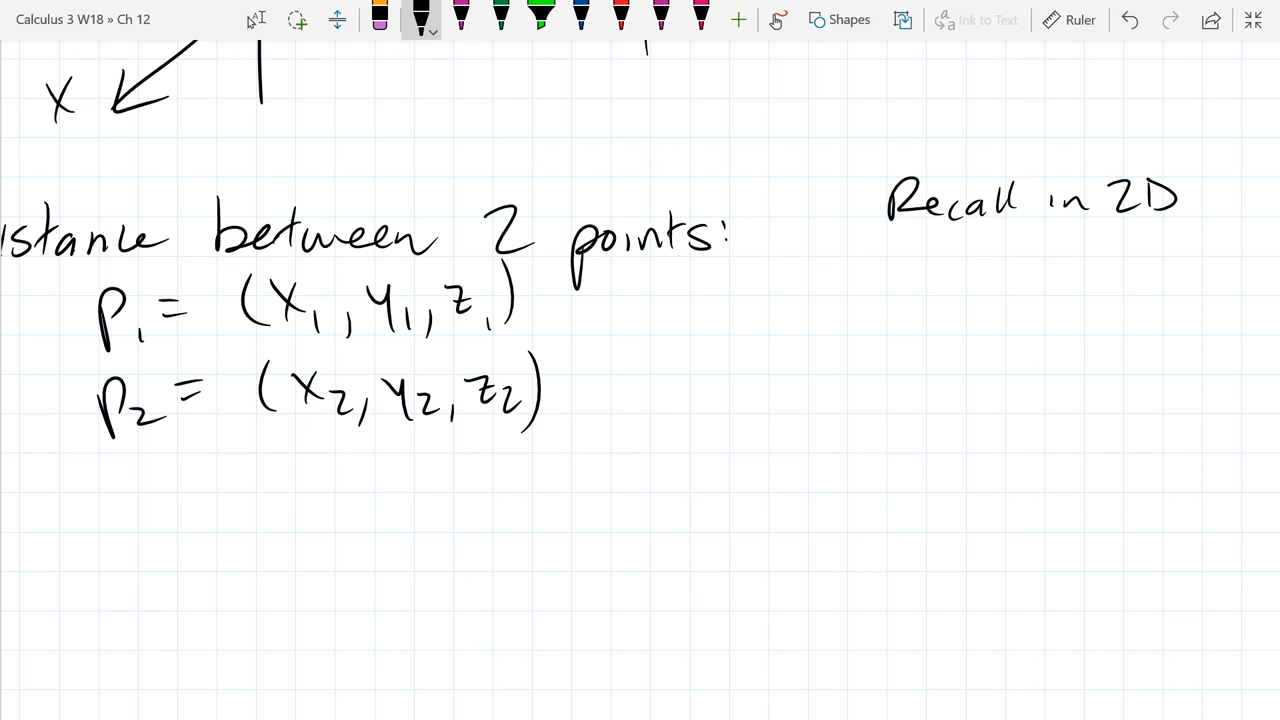 Calculus 3 W18 » Ch 12
Shapes
Ink to Text
Ruler
x
istance between 2 points:
Recall in 2D
P₁ = (x₁, y₁, z₁)
P₂ = (x₂, y₂, z₂)